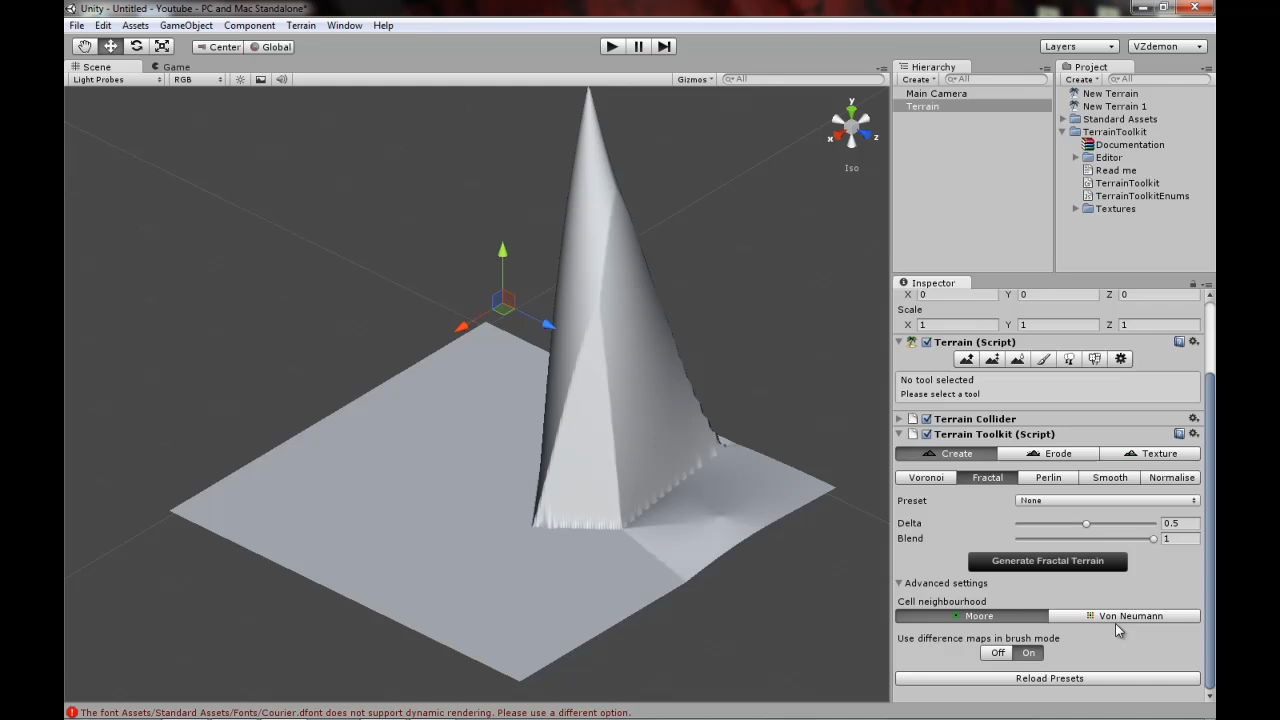 Unity - Untitled - Youtube - PC and Mac Standalone*
File Edit Assets GameObject Component Terrain Window Help
Center Global Layers VZdemon
Scene Game
Light Probes RGB Gizmos All
y
x
z
Iso
Hierarchy
Create All
Main Camera
Terrain
Project
Create All
New Terrain
New Terrain 1
Standard Assets
TerrainToolkit
Documentation
Editor
Read me
TerrainToolkit
TerrainToolkitEnums
Textures
Inspector
X 0 Y 0 Z 0
Scale
X 1 Y 1 Z 1
Terrain (Script)
No tool selected
Please select a tool
Terrain Collider
Terrain Toolkit (Script)
Create Erode Texture
Voronoi Fractal Perlin Smooth Normalise
Preset None
Delta 0.5
Blend 1
Generate Fractal Terrain
Advanced settings
Cell neighbourhood
Moore Von Neumann
Use difference maps in brush mode
Off On
Reload Presets
The font Assets/Standard Assets/Fonts/Courier.dfont does not support dynamic rendering. Please use a different option.